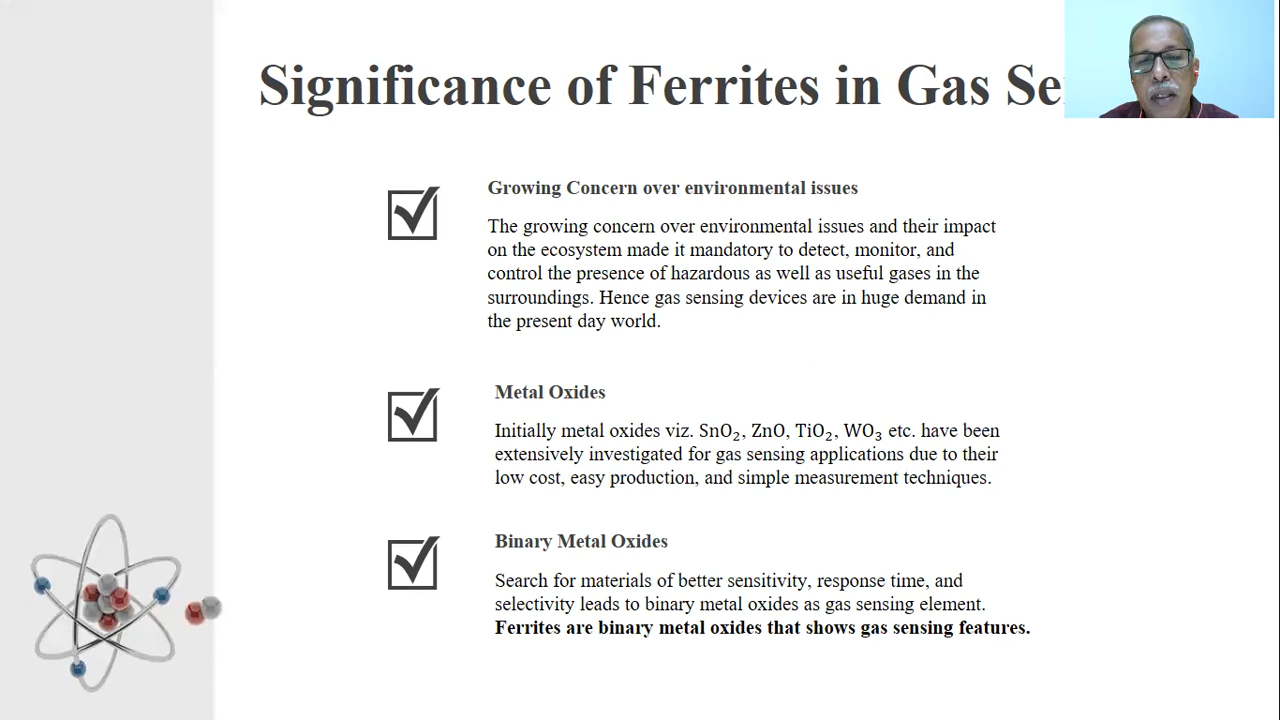 Significance of Ferrites in Gas
Growing Concern over environmental issues
The growing concern over environmental issues and their impact
on the ecosystem made it mandatory to detect, monitor, and
control the presence of hazardous as well as useful gases in the
surroundings. Hence gas sensing devices are in huge demand in
the present day world.
Metal Oxides
Initially metal oxides viz. SnO₂, ZnO, TiO₂, WO₃ etc. have been
extensively investigated for gas sensing applications due to their
low cost, easy production, and simple measurement techniques.
Binary Metal Oxides
Search for materials of better sensitivity, response time, and
selectivity leads to binary metal oxides as gas sensing element.
Ferrites are binary metal oxides that shows gas sensing features.